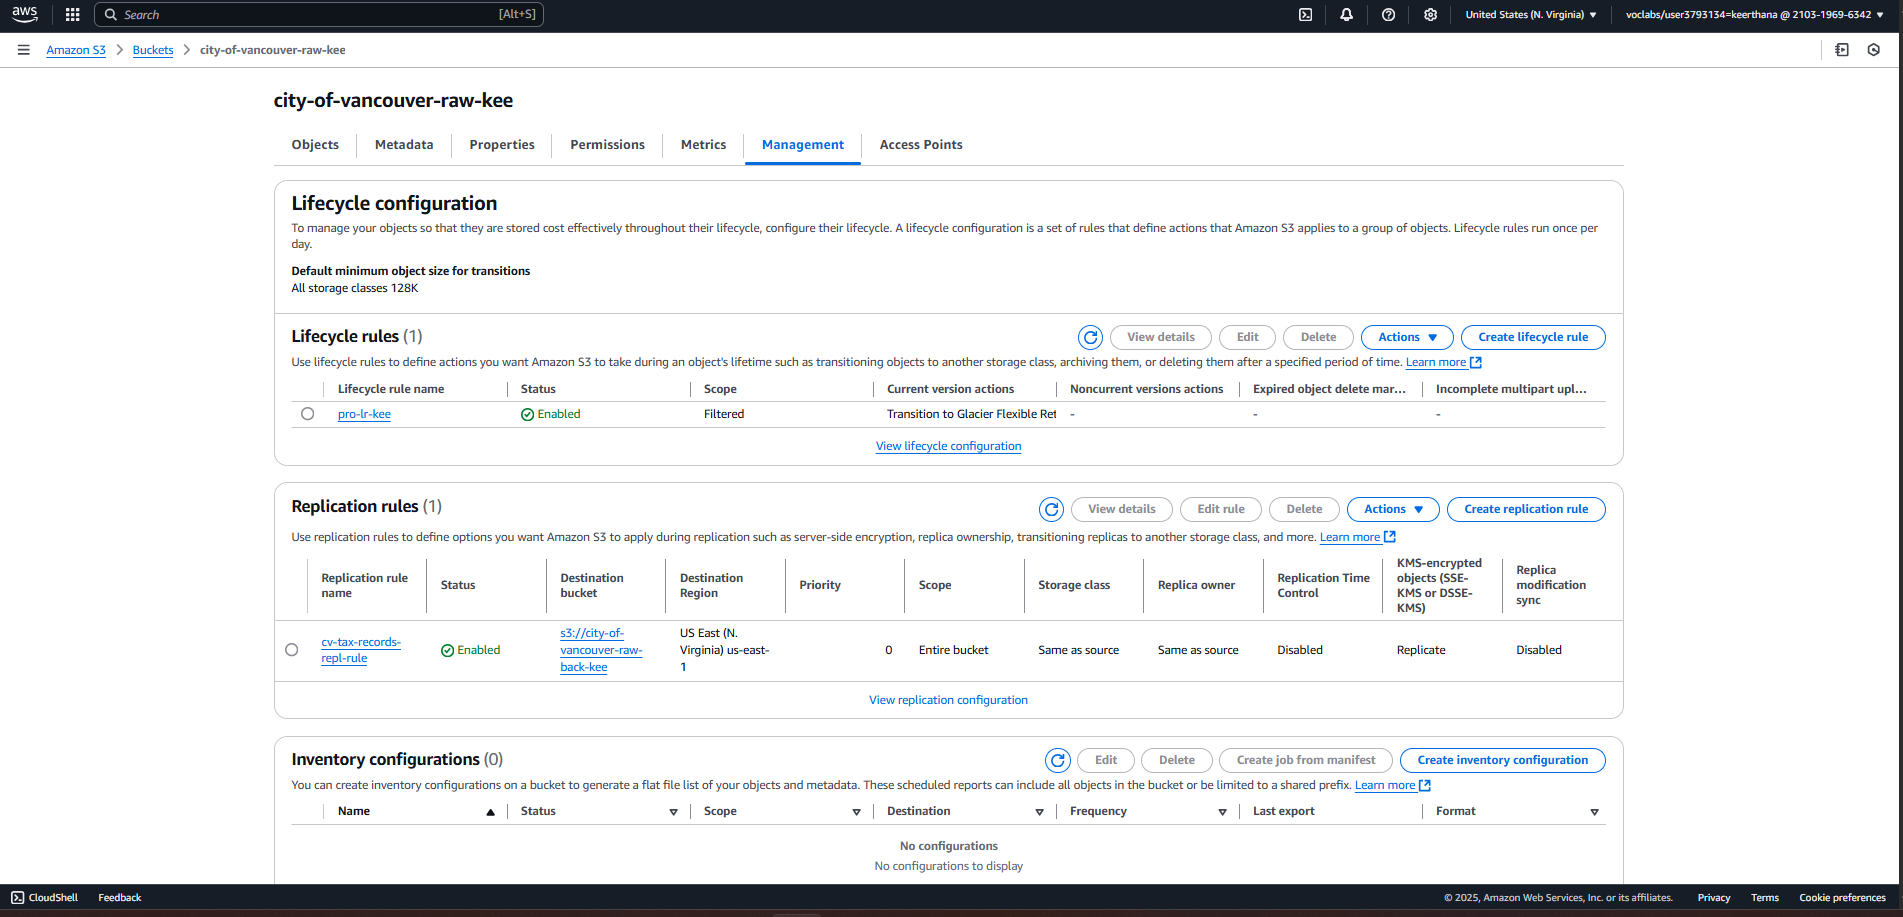 aws
Search
[Alt+S]
United States (N. Virginia)
voclabs/user3793134=keerthana @ 2103-1969-6342
Amazon S3 > Buckets > city-of-vancouver-raw-kee
city-of-vancouver-raw-kee
Objects
Metadata
Properties
Permissions
Metrics
Management
Access Points
Lifecycle configuration
To manage your objects so that they are stored cost effectively throughout their lifecycle, configure their lifecycle. A lifecycle configuration is a set of rules that define actions that Amazon S3 applies to a group of objects. Lifecycle rules run once per
day.
Default minimum object size for transitions
All storage classes 128K
Lifecycle rules (1)
View details
Edit
Delete
Actions
Create lifecycle rule
Use lifecycle rules to define actions you want Amazon S3 to take during an object's lifetime such as transitioning objects to another storage class, archiving them, or deleting them after a specified period of time. Learn more
Lifecycle rule name
Status
Scope
Current version actions
Noncurrent versions actions
Expired object delete mar...
Incomplete multipart upl...
pro-lr-kee
Enabled
Filtered
Transition to Glacier Flexible Ret
-
-
-
View lifecycle configuration
Replication rules (1)
View details
Edit rule
Delete
Actions
Create replication rule
Use replication rules to define options you want Amazon S3 to apply during replication such as server-side encryption, replica ownership, transitioning replicas to another storage class, and more. Learn more
Replication rule
name
Status
Destination
bucket
Destination
Region
Priority
Scope
Storage class
Replica owner
Replication Time
Control
KMS-encrypted
objects (SSE-
KMS or DSSE-
KMS)
Replica
modification
sync
cv-tax-records-
repl-rule
Enabled
s3://city-of-
vancouver-raw-
back-kee
US East (N.
Virginia) us-east-
1
0
Entire bucket
Same as source
Same as source
Disabled
Replicate
Disabled
View replication configuration
Inventory configurations (0)
Edit
Delete
Create job from manifest
Create inventory configuration
You can create inventory configurations on a bucket to generate a flat file list of your objects and metadata. These scheduled reports can include all objects in the bucket or be limited to a shared prefix. Learn more
Name
Status
Scope
Destination
Frequency
Last export
Format
No configurations
No configurations to display
CloudShell
Feedback
© 2025, Amazon Web Services, Inc. or its affiliates.
Privacy
Terms
Cookie preferences